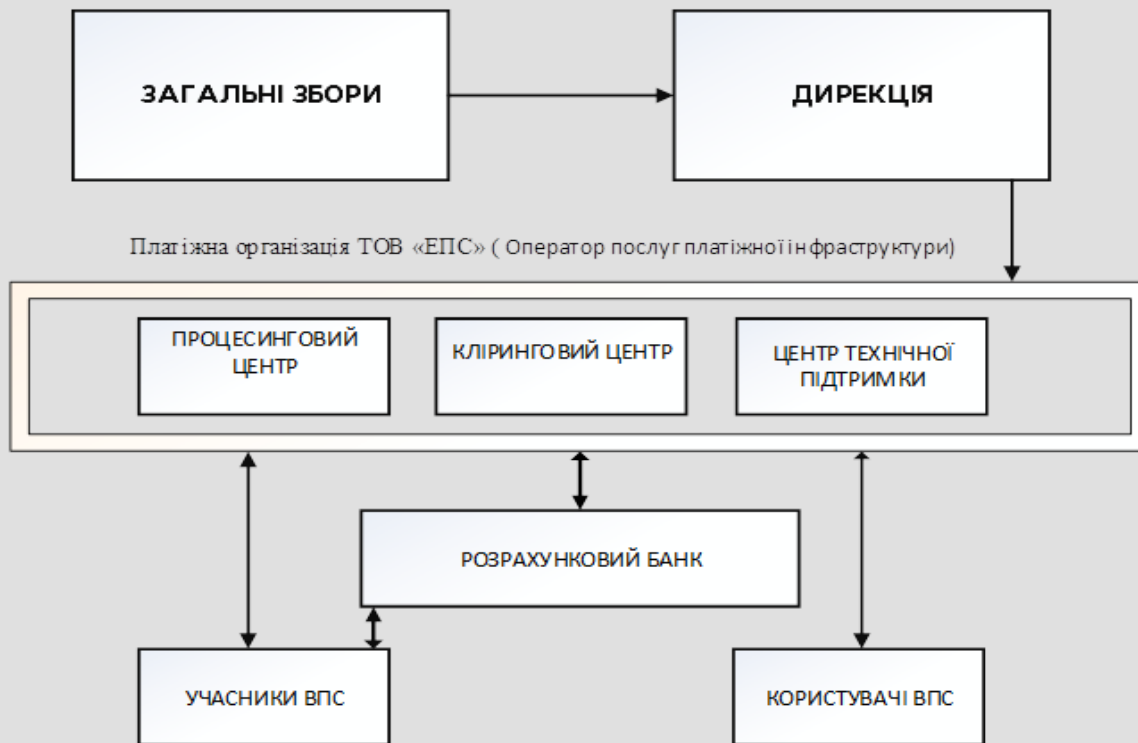 ЗАГАЛЬНІ ЗБОРИ
ДИРЕКЦІЯ
Платіжна організація ТОВ «ЕПС» ( Оператор послуг платіжної інфраструктури)
ПРОЦЕСИНГОВИЙ
ЦЕНТР
КЛІРИНГОВИЙ ЦЕНТР
ЦЕНТР ТЕХНІЧНОЇ
ПІДТРИМКИ
РОЗРАХУНКОВИЙ БАНК
УЧАСНИКИ ВПС
КОРИСТУВАЧІ ВПС